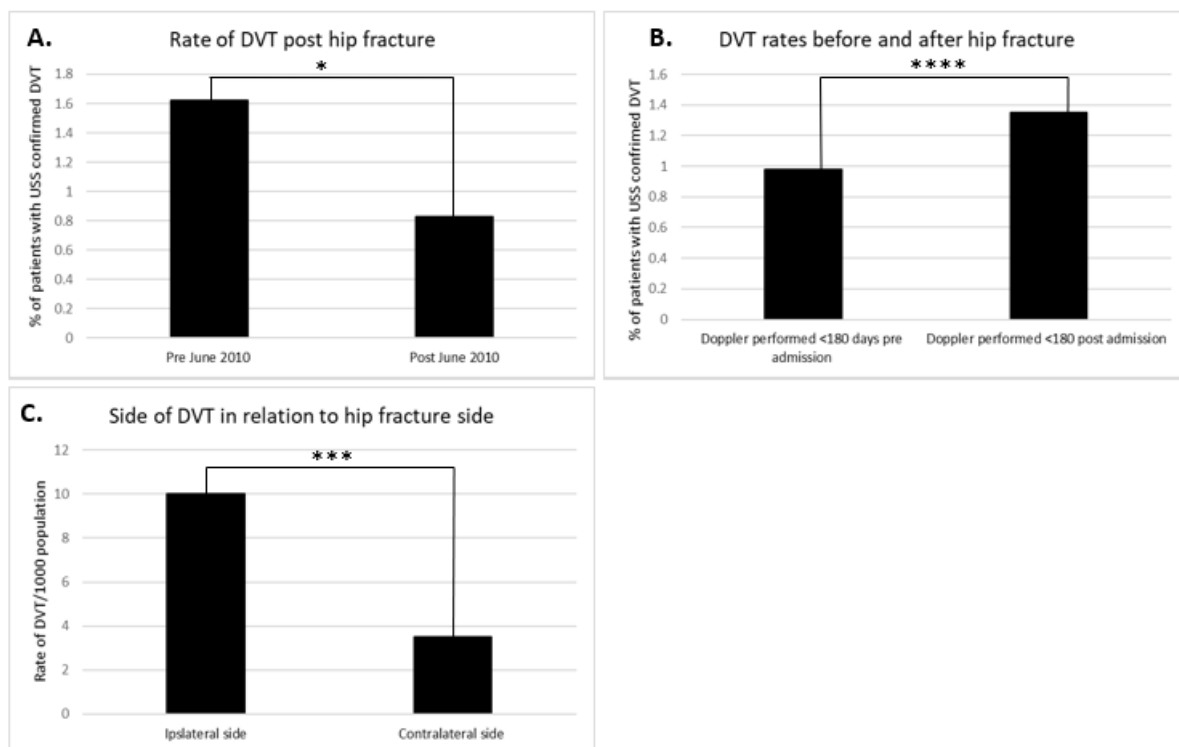 A.
Rate of DVT post hip fracture
*
% of patients with USS confirmed DVT
1.8
1.6
1.4
1.2
1
0.8
0.6
0.4
0.2
0
Pre June 2010
Post June 2010
B.
DVT rates before and after hip fracture
****
% of patients with USS confrimed DVT
1.6
1.4
1.2
1
0.8
0.6
0.4
0.2
0
Doppler performed <180 days pre
admission
Doppler performed <180 post admission
C.
Side of DVT in relation to hip fracture side
***
Rate of DVT/1000 population
12
10
8
6
4
2
0
Ipslateral side
Contralateral side